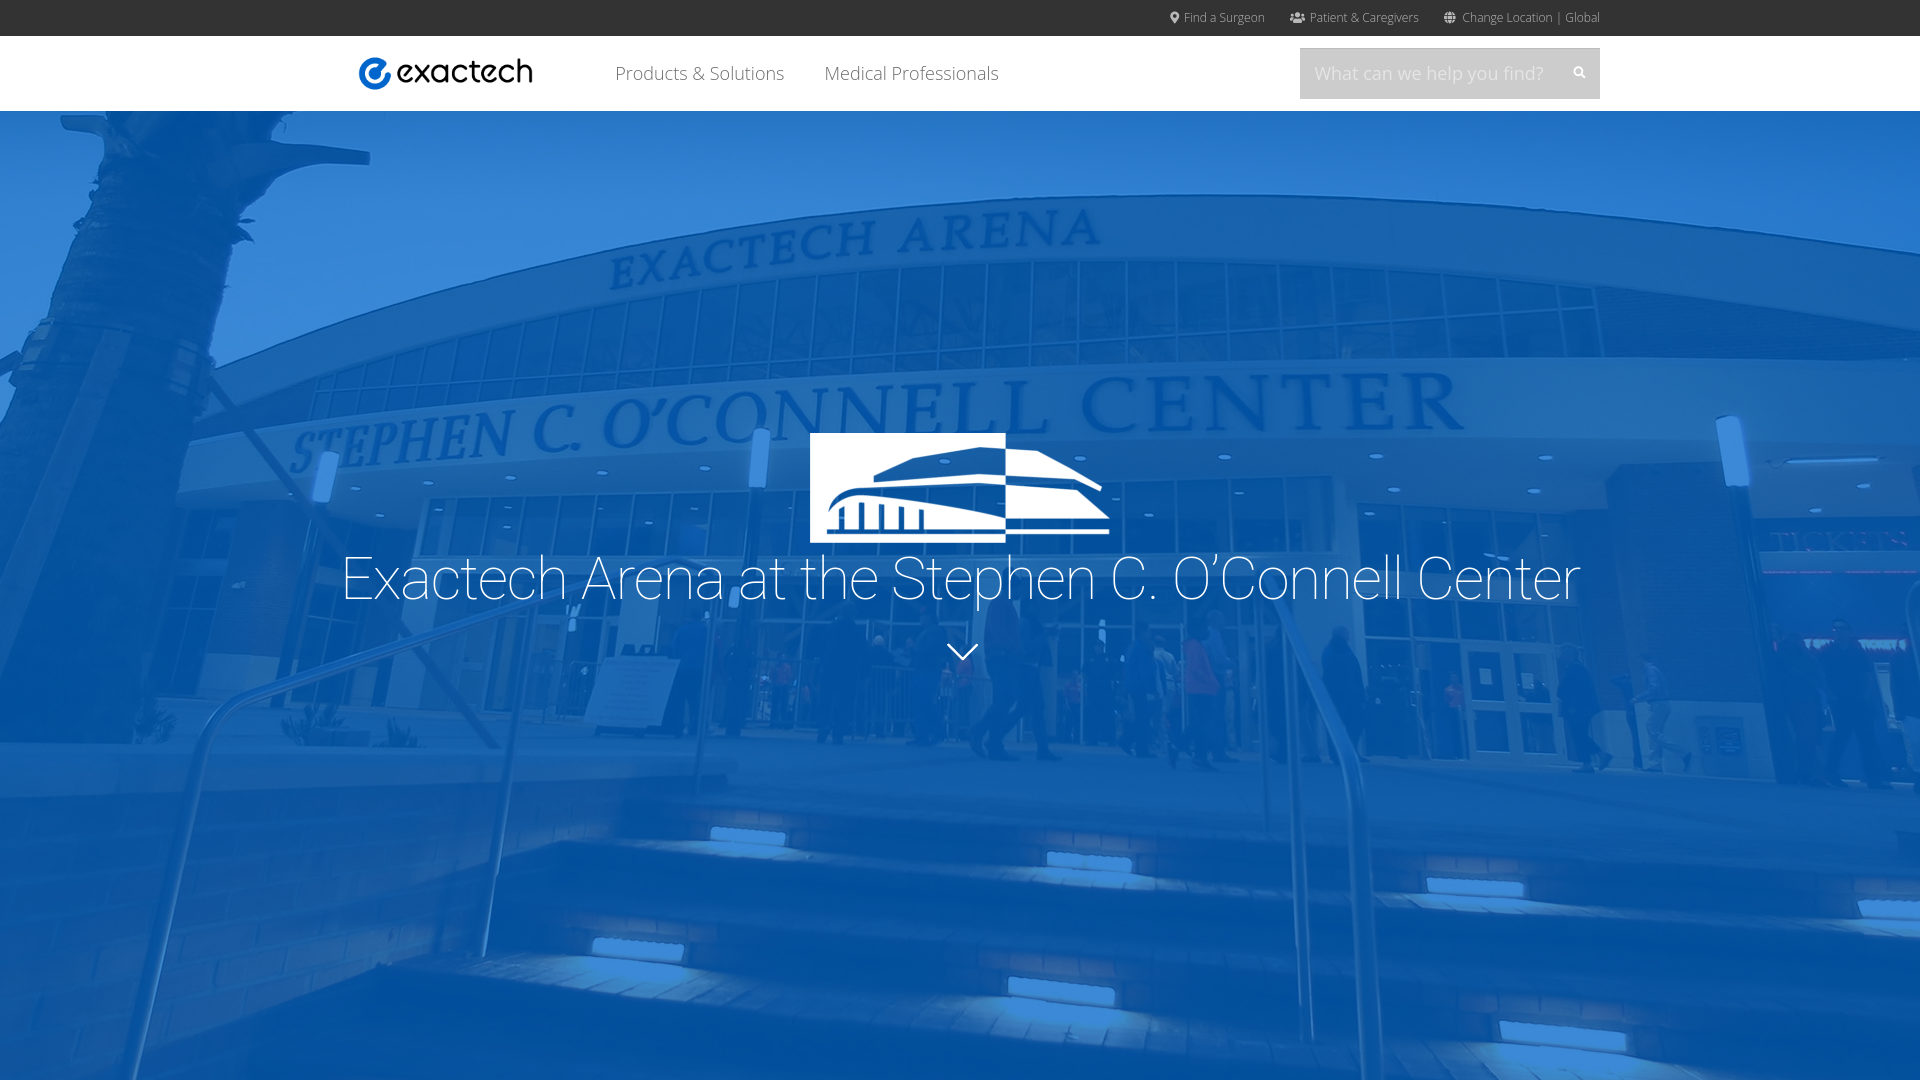 Find a Surgeon
Patient & Caregivers
Change Location | Global
exactech
Products & Solutions
Medical Professionals
What can we help you find?
EXACTECH ARENA
STEPHEN C. O'CONNELL CENTER
Exactech Arena at the Stephen C. O’Connell Center
TICKETS